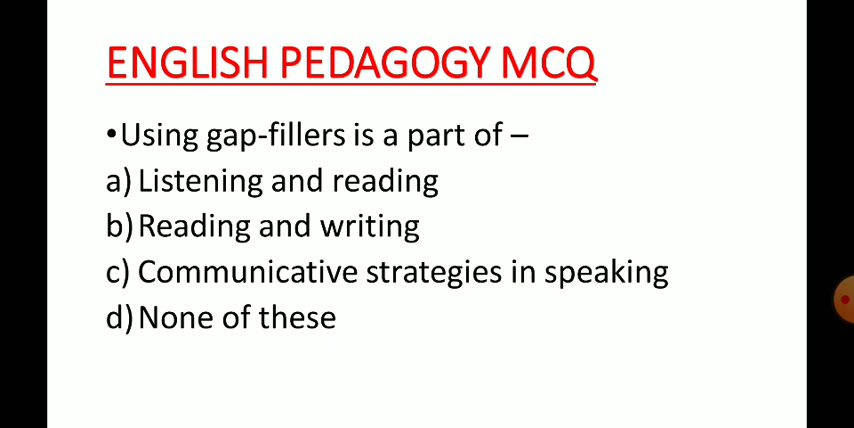 ENGLISH PEDAGOGY MCQ
•Using gap-fillers is a part of –
a) Listening and reading
b) Reading and writing
c) Communicative strategies in speaking
d) None of these